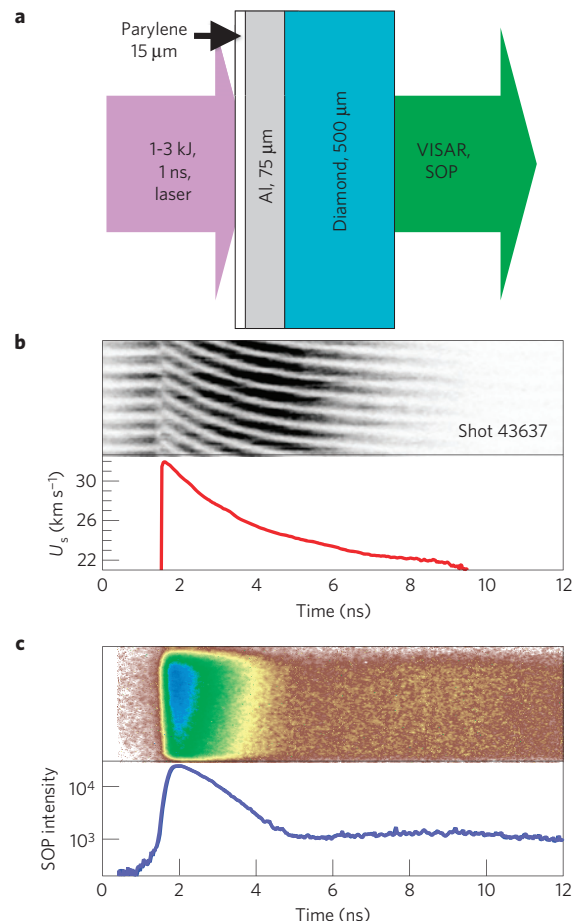 a
Parylene
15 μm
1-3 kJ,
1 ns,
laser
Al, 75 μm
Diamond, 500 μm
VISAR,
SOP
b
Shot 43637
30
26
22
U_s (km s⁻¹)
0 2 4 6 8 10 12
Time (ns)
c
10⁴
10³
SOP intensity
0 2 4 6 8 10 12
Time (ns)